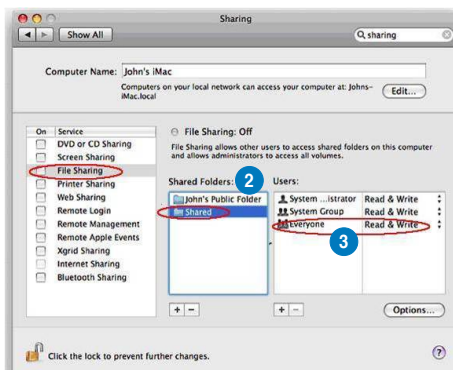 Sharing
Show All
sharing
Computer Name: John's iMac
Computers on your local network can access your computer at: Johns-
iMac.local
Edit...
On Service
DVD or CD Sharing
Screen Sharing
File Sharing
Printer Sharing
Web Sharing
Remote Login
Remote Management
Remote Apple Events
Xgrid Sharing
Internet Sharing
Bluetooth Sharing
File Sharing: Off
File Sharing allows other users to access shared folders on this computer
and allows administrators to access all volumes.
Shared Folders: 2 Users:
John's Public Folder
Shared
System ...istrator Read & Write
System Group Read & Write
Everyone Read & Write
3
+ - + -
Options...
Click the lock to prevent further changes.
?